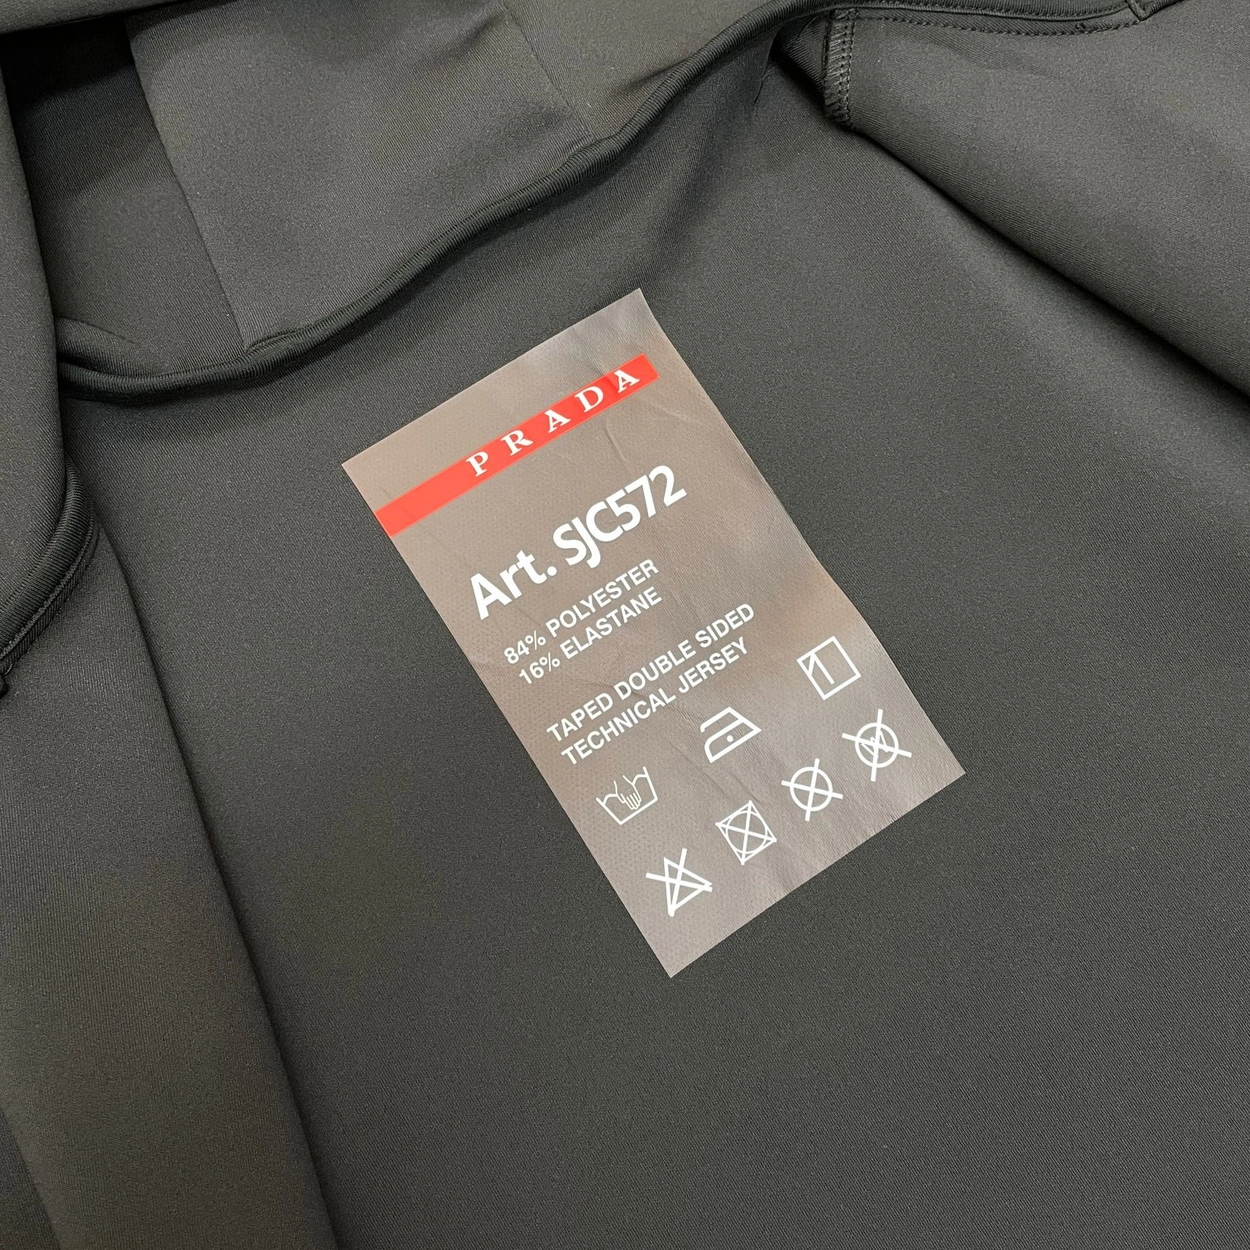 PRADA
Art. SJC572
84% POLYESTER
16% ELASTANE
TAPED DOUBLE SIDED
TECHNICAL JERSEY
W